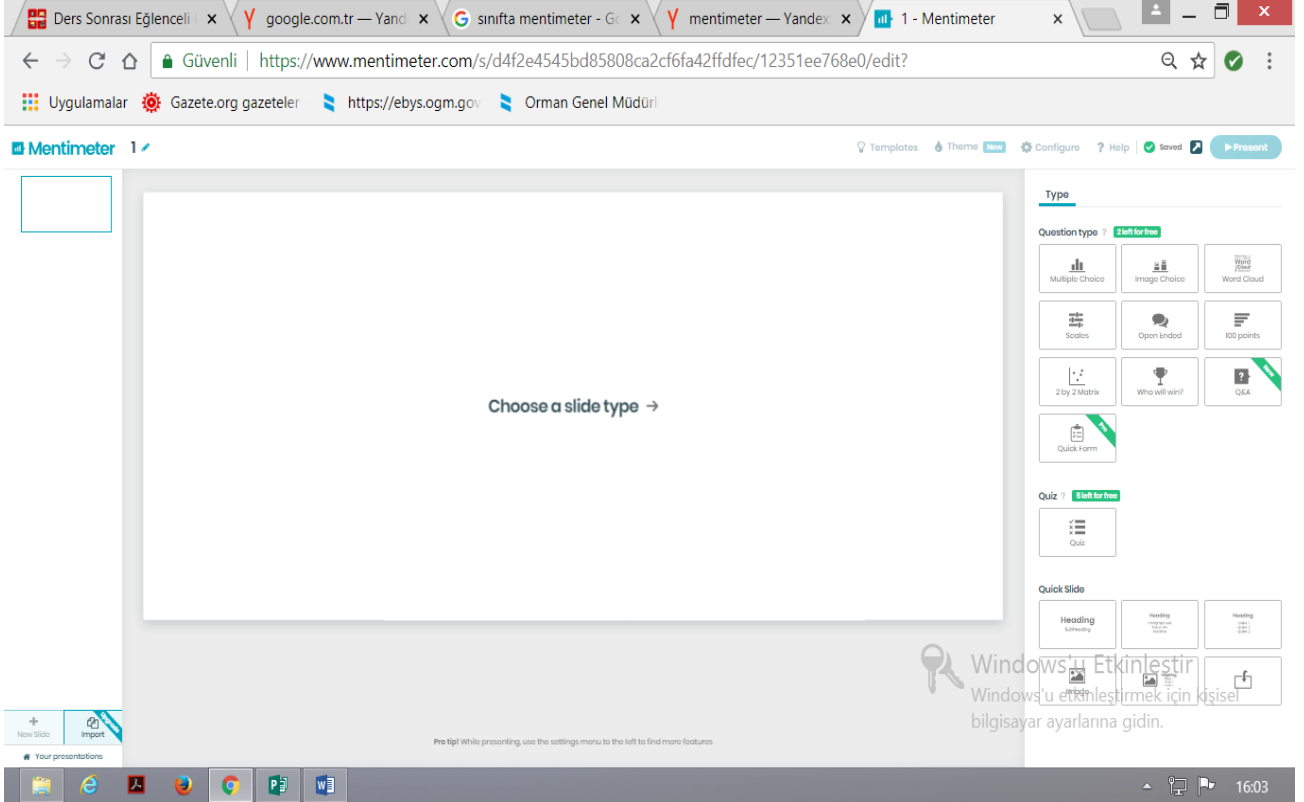 Ders Sonrası Eğlenceli
google.com.tr — Yand
sınıfta mentimeter - Go
mentimeter — Yandex
1 - Mentimeter
Güvenli
https://www.mentimeter.com/s/d4f2e4545bd85808ca2cf6fa42ffdfec/12351ee768e0/edit?
Uygulamalar
Gazete.org gazeteler
https://ebys.ogm.gov
Orman Genel Müdürl
Mentimeter
1
Templates
Theme New
Configure
? Help
Saved
Present
Type
Question type ? 2 left for free
Multiple Choice
Image Choice
Word Cloud
Scales
Open Ended
100 points
2 by 2 Matrix
Who will win?
Q&A
New
Quick Form
Pro
Choose a slide type →
Quiz ? 5 left for free
Quiz
Quick Slide
Heading
Subheading
Heading
Heading
Image
Windows'u Etkinleştir
Windows'u etkinleştirmek için kişisel
bilgisayar ayarlarına gidin.
New Slide
Import
Your presentations
Pro tip! While presenting, use the settings menu to the left to find more features
16:03